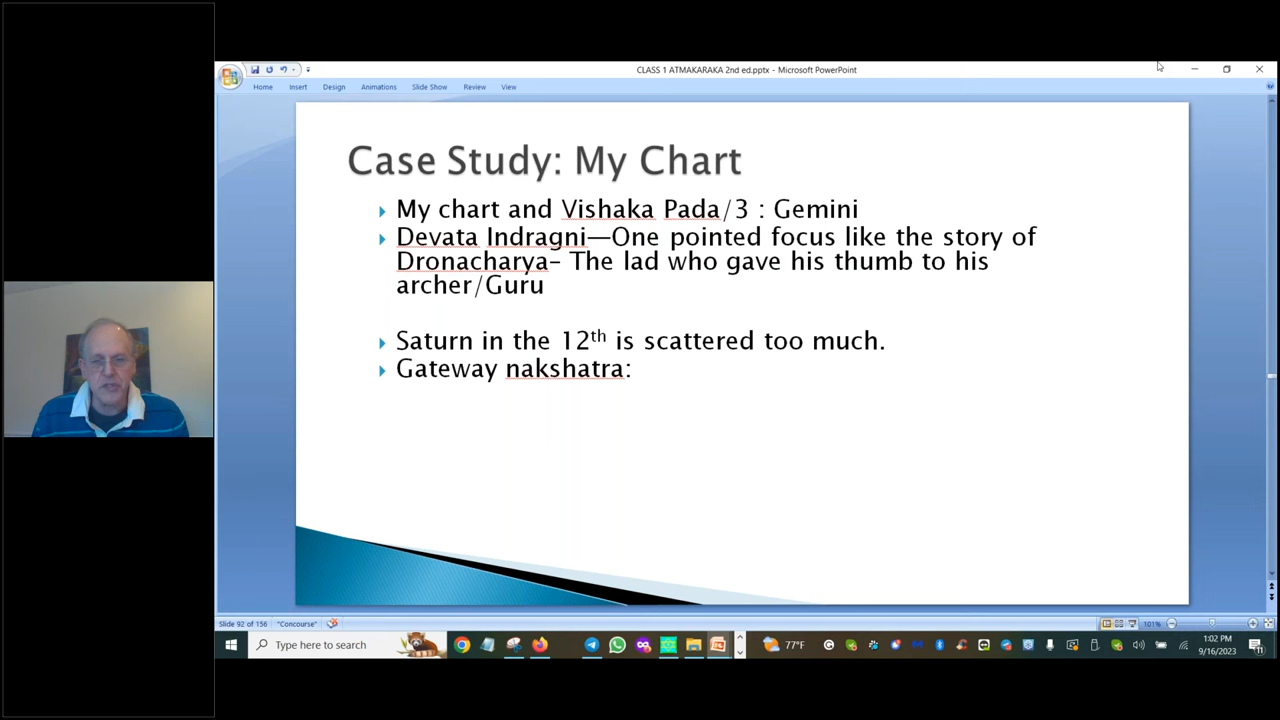 CLASS 1 ATMAKARAKA 2nd ed.pptx - Microsoft PowerPoint
Home Insert Design Animations Slide Show Review View
Case Study: My Chart
My chart and Vishaka Pada/3 : Gemini
Devata Indragni—One pointed focus like the story of
Dronacharya– The lad who gave his thumb to his
archer/Guru
Saturn in the 12th is scattered too much.
Gateway nakshatra:
Slide 92 of 156 "Concourse" 101%
Type here to search 77°F 1:02 PM
9/16/2023 11